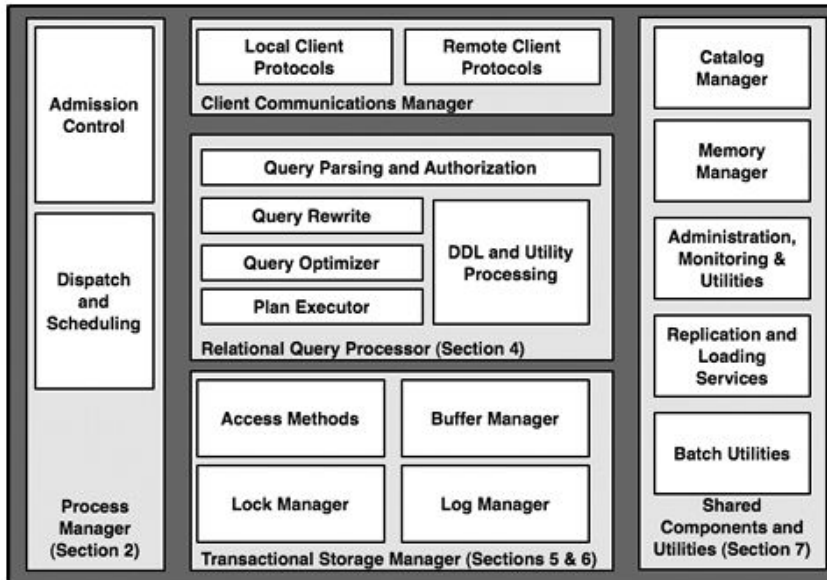 Admission
Control
Dispatch
and
Scheduling
Process
Manager
(Section 2)
Local Client
Protocols
Remote Client
Protocols
Client Communications Manager
Query Parsing and Authorization
Query Rewrite
Query Optimizer
Plan Executor
DDL and Utility
Processing
Relational Query Processor (Section 4)
Access Methods
Buffer Manager
Lock Manager
Log Manager
Transactional Storage Manager (Sections 5 & 6)
Catalog
Manager
Memory
Manager
Administration,
Monitoring &
Utilities
Replication and
Loading
Services
Batch Utilities
Shared
Components and
Utilities (Section 7)